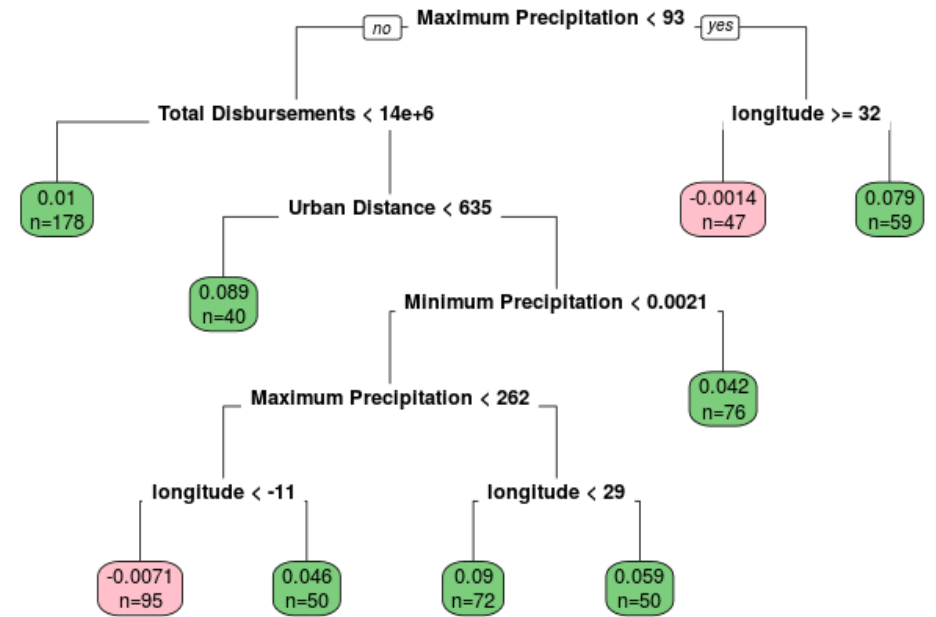 Maximum Precipitation < 93
no
yes
Total Disbursements < 14e+6
longitude >= 32
0.01
n=178
Urban Distance < 635
-0.0014
n=47
0.079
n=59
0.089
n=40
Minimum Precipitation < 0.0021
0.042
n=76
Maximum Precipitation < 262
longitude < -11
longitude < 29
-0.0071
n=95
0.046
n=50
0.09
n=72
0.059
n=50